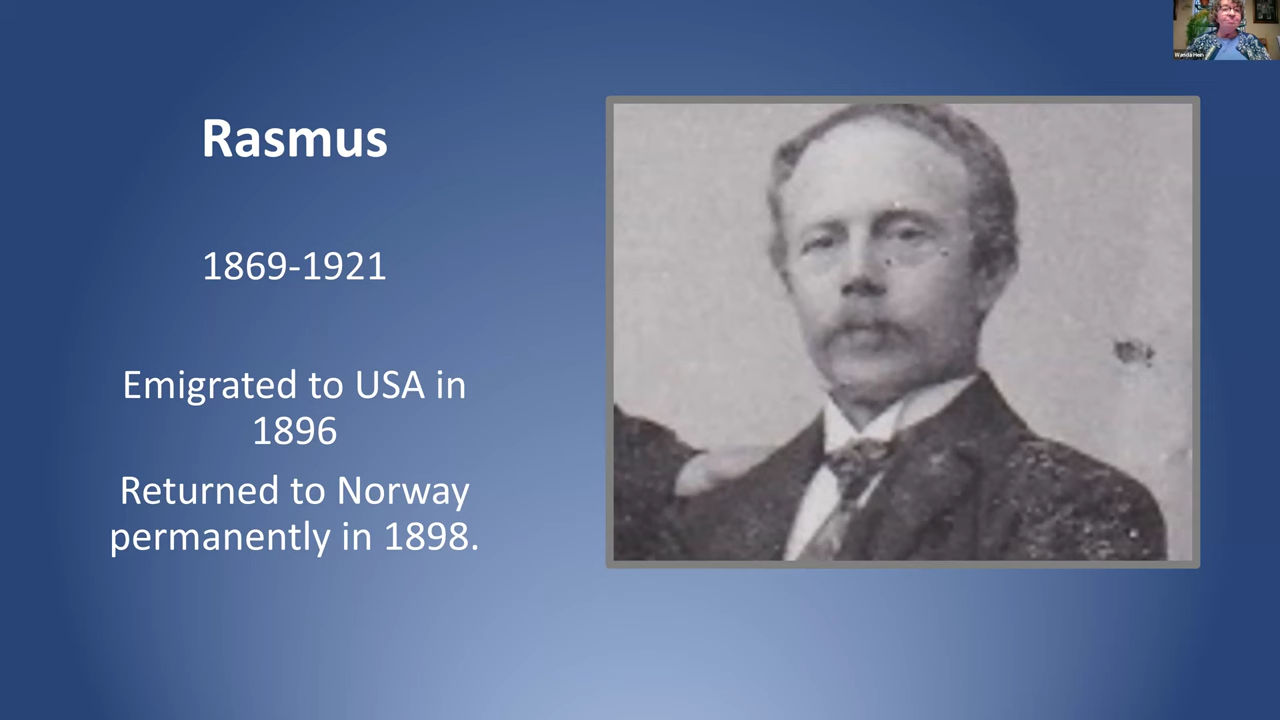 Rasmus
1869-1921
Emigrated to USA in
1896
Returned to Norway
permanently in 1898.